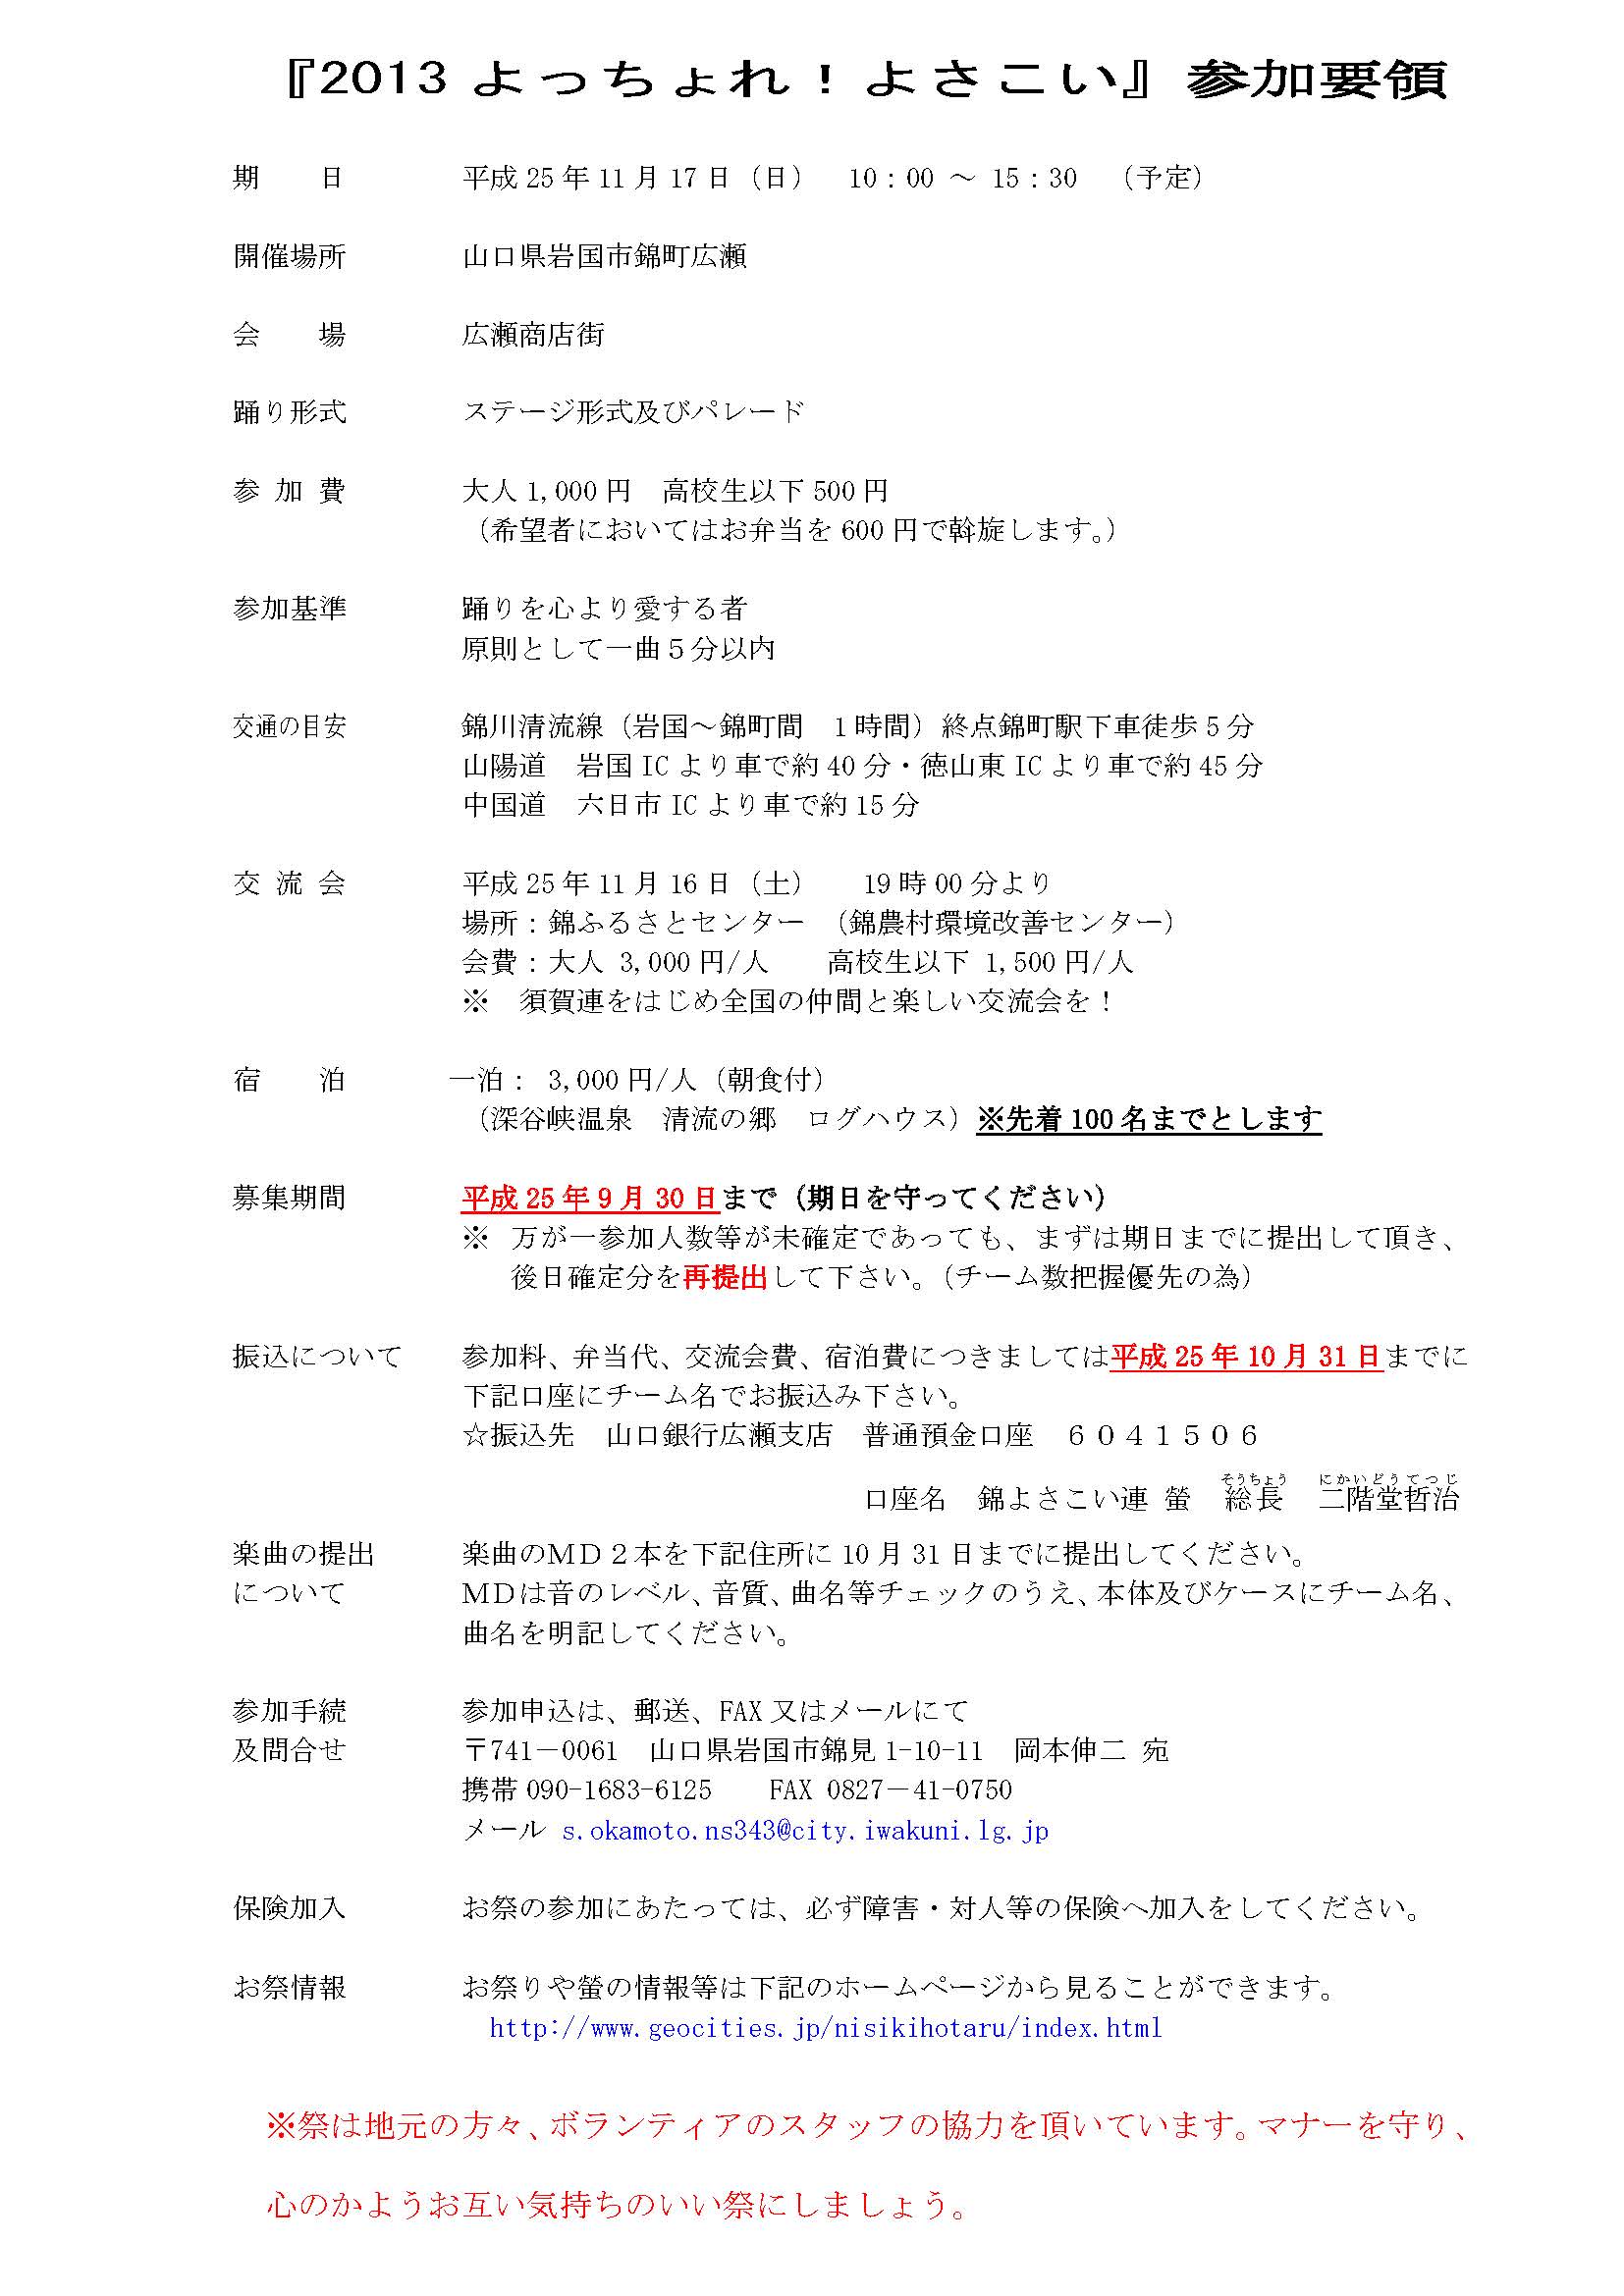 『2013 よっちょれ！よさこい』参加要領
期　　日　　　　平成 25 年 11 月 17 日（日）　10：00 ～ 15：30　（予定）
開催場所　　　　山口県岩国市錦町広瀬
会　　場　　　　広瀬商店街
踊り形式　　　　ステージ形式及びパレード
参 加 費　　　　大人 1,000 円　高校生以下 500 円
（希望者においてはお弁当を 600 円で斡旋します。）
参加基準　　　　踊りを心より愛する者
原則として一曲５分以内
交通の目安　　　錦川清流線（岩国～錦町間　1 時間）終点錦町駅下車徒歩 5 分
山陽道　岩国 IC より車で約 40 分・徳山東 IC より車で約 45 分
中国道　六日市 IC より車で約 15 分
交 流 会　　　　平成 25 年 11 月 16 日（土）　　19 時 00 分より
場所：錦ふるさとセンター　（錦農村環境改善センター）
会費：大人 3,000 円/人　　高校生以下 1,500 円/人
※　須賀連をはじめ全国の仲間と楽しい交流会を！
宿　　泊　　　　一泊： 3,000 円/人（朝食付）
（深谷峡温泉　清流の郷　ログハウス）※先着 100 名までとします
募集期間　　　　平成 25 年 9 月 30 日まで（期日を守ってください）
※ 万が一参加人数等が未確定であっても、まずは期日までに提出して頂き、
後日確定分を再提出して下さい。（チーム数把握優先の為）
振込について　　参加料、弁当代、交流会費、宿泊費につきましては平成 25 年 10 月 31 日までに
下記口座にチーム名でお振込み下さい。
☆振込先　山口銀行広瀬支店　普通預金口座　６０４１５０６
そうちょう　にかいどうてつじ
口座名　錦よさこい連 螢　総長　二階堂哲治
楽曲の提出　　　楽曲のＭＤ２本を下記住所に 10 月 31 日までに提出してください。
について　　　　ＭＤは音のレベル、音質、曲名等チェックのうえ、本体及びケースにチーム名、
曲名を明記してください。
参加手続　　　　参加申込は、郵送、FAX 又はメールにて
及問合せ　　　　〒741－0061　山口県岩国市錦見 1-10-11　岡本伸二 宛
携帯 090-1683-6125　　FAX 0827－41-0750
メール s.okamoto.ns343@city.iwakuni.lg.jp
保険加入　　　　お祭の参加にあたっては、必ず障害・対人等の保険へ加入をしてください。
お祭情報　　　　お祭りや螢の情報等は下記のホームページから見ることができます。
http://www.geocities.jp/nisikihotaru/index.html
※祭は地元の方々、ボランティアのスタッフの協力を頂いています。マナーを守り、
心のかようお互い気持ちのいい祭にしましょう。